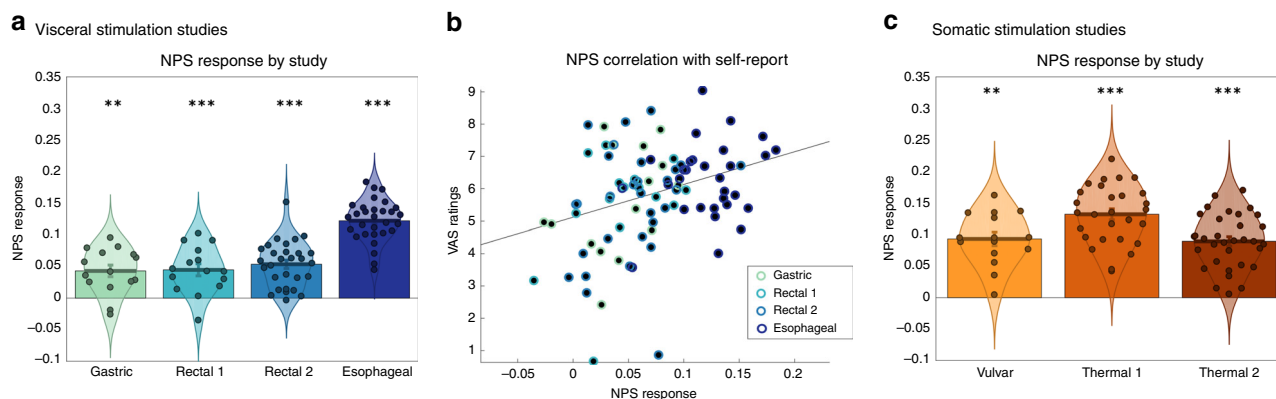 a Visceral stimulation studies
NPS response by study
0.35
0.3
0.25
0.2
0.15
0.1
0.05
0
–0.05
–0.1
NPS response
** *** *** ***
Gastric Rectal 1 Rectal 2 Esophageal
b
NPS correlation with self-report
9
8
7
6
5
4
3
2
1
VAS ratings
Gastric
Rectal 1
Rectal 2
Esophageal
–0.05 0 0.05 0.1 0.15 0.2
NPS response
c Somatic stimulation studies
NPS response by study
0.35
0.3
0.25
0.2
0.15
0.1
0.05
0
–0.05
–0.1
NPS response
** *** ***
Vulvar Thermal 1 Thermal 2